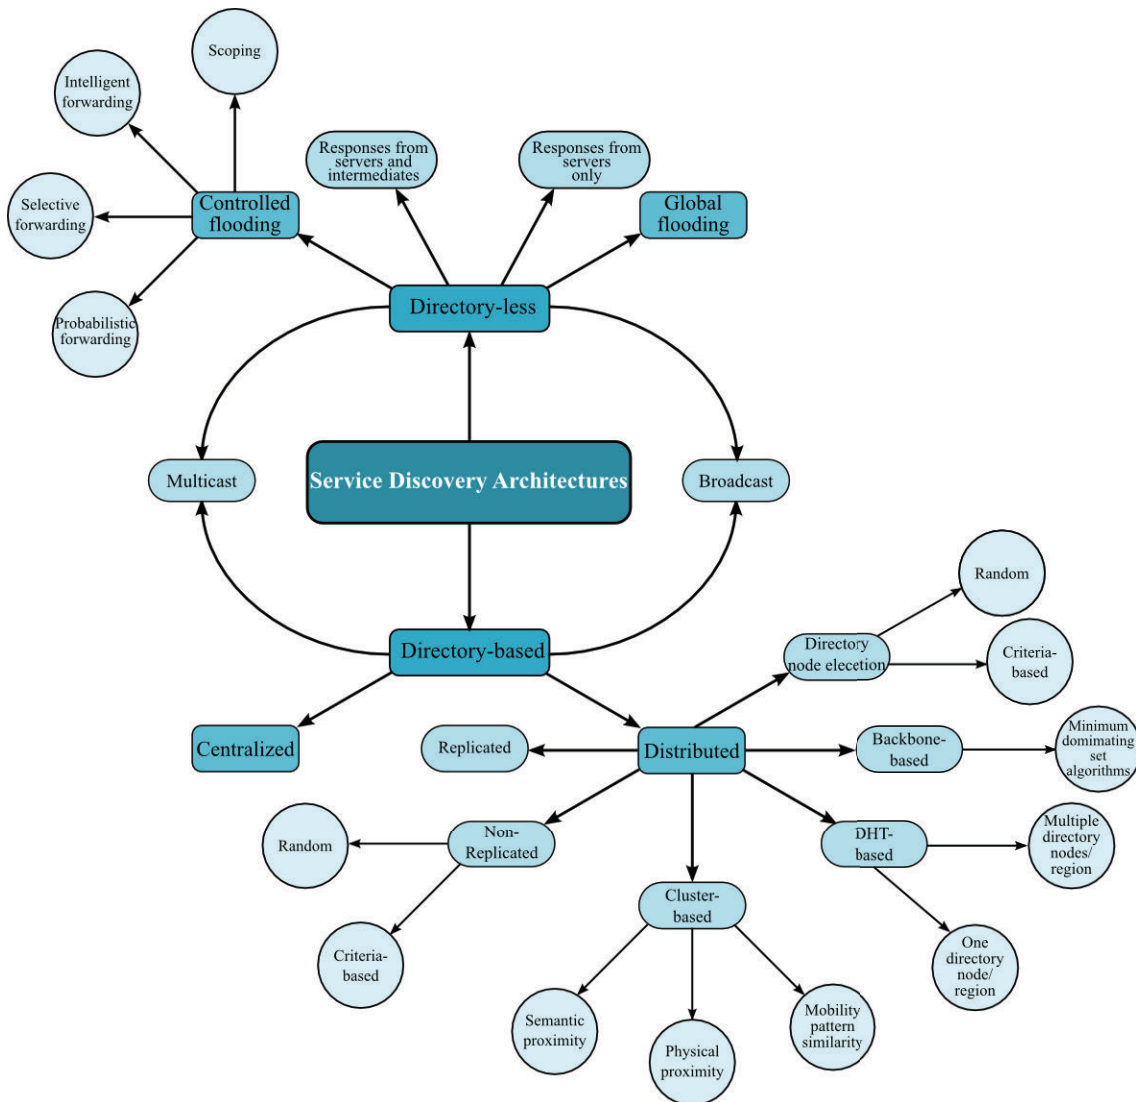 Scoping
Intelligent
forwarding
Responses from
servers and
intermediates
Responses from
servers
only
Selective
forwarding
Controlled
flooding
Global
flooding
Probabilistic
forwarding
Directory-less
Multicast
Service Discovery Architectures
Broadcast
Random
Directory-based
Directory
node elecetion
Criteria-
based
Centralized
Replicated
Distributed
Backbone-
based
Minimum
domimating
set
algorithms
Random
Non-
Replicated
DHT-
based
Multiple
directory
nodes/
region
Cluster-
based
Criteria-
based
One
directory
node/
region
Semantic
proximity
Physical
proximity
Mobility
pattern
similarity